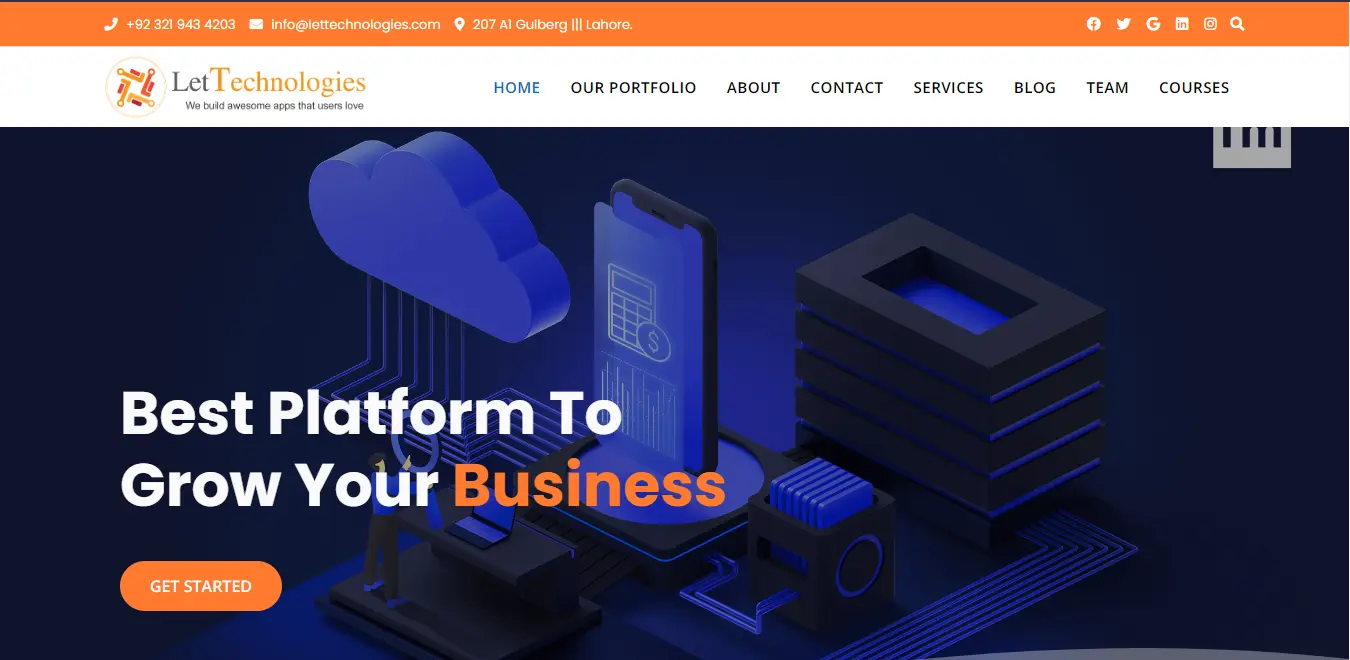 +92 321 943 4203 info@lettechnologies.com 207 A1 Gulberg ||| Lahore.
LetTechnologies
We build awesome apps that users love
HOME OUR PORTFOLIO ABOUT CONTACT SERVICES BLOG TEAM COURSES
Best Platform To
Grow Your Business
GET STARTED